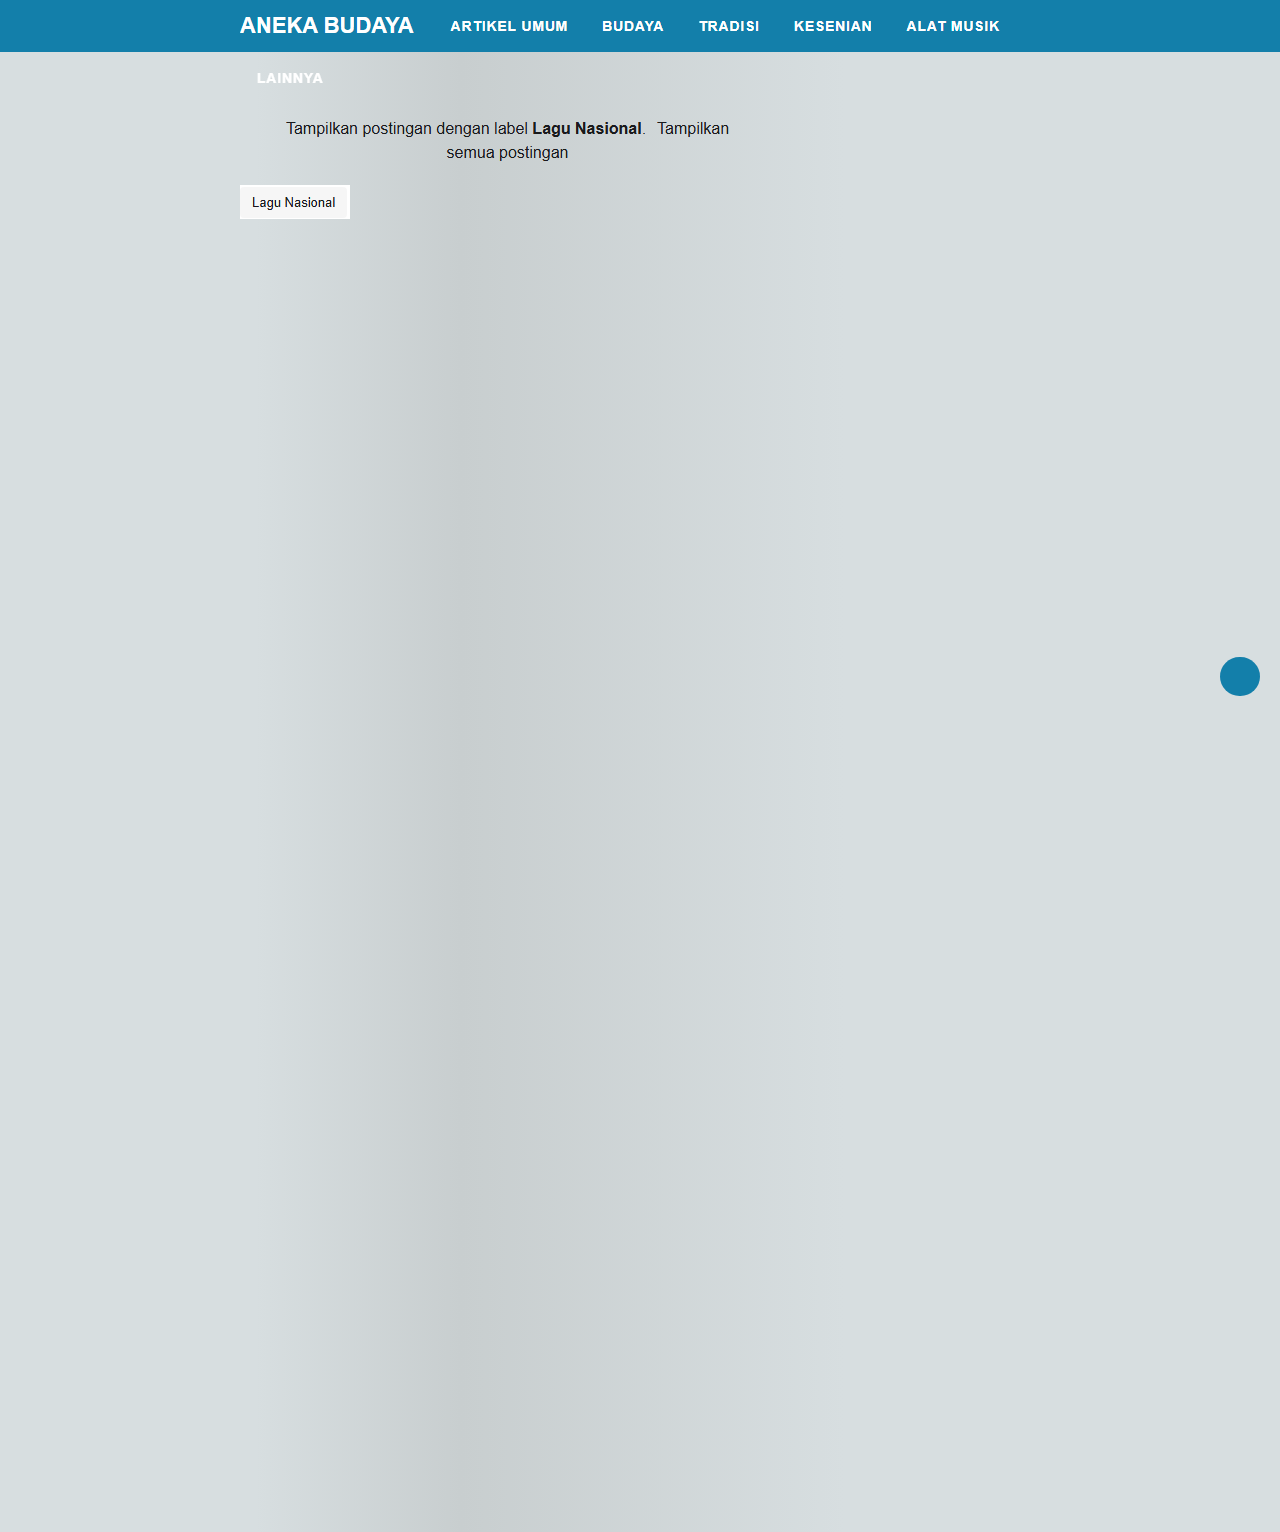 ANEKA BUDAYA ARTIKEL UMUM BUDAYA TRADISI KESENIAN ALAT MUSIK
LAINNYA
Tampilkan postingan dengan label Lagu Nasional. Tampilkan
semua postingan
Lagu Nasional